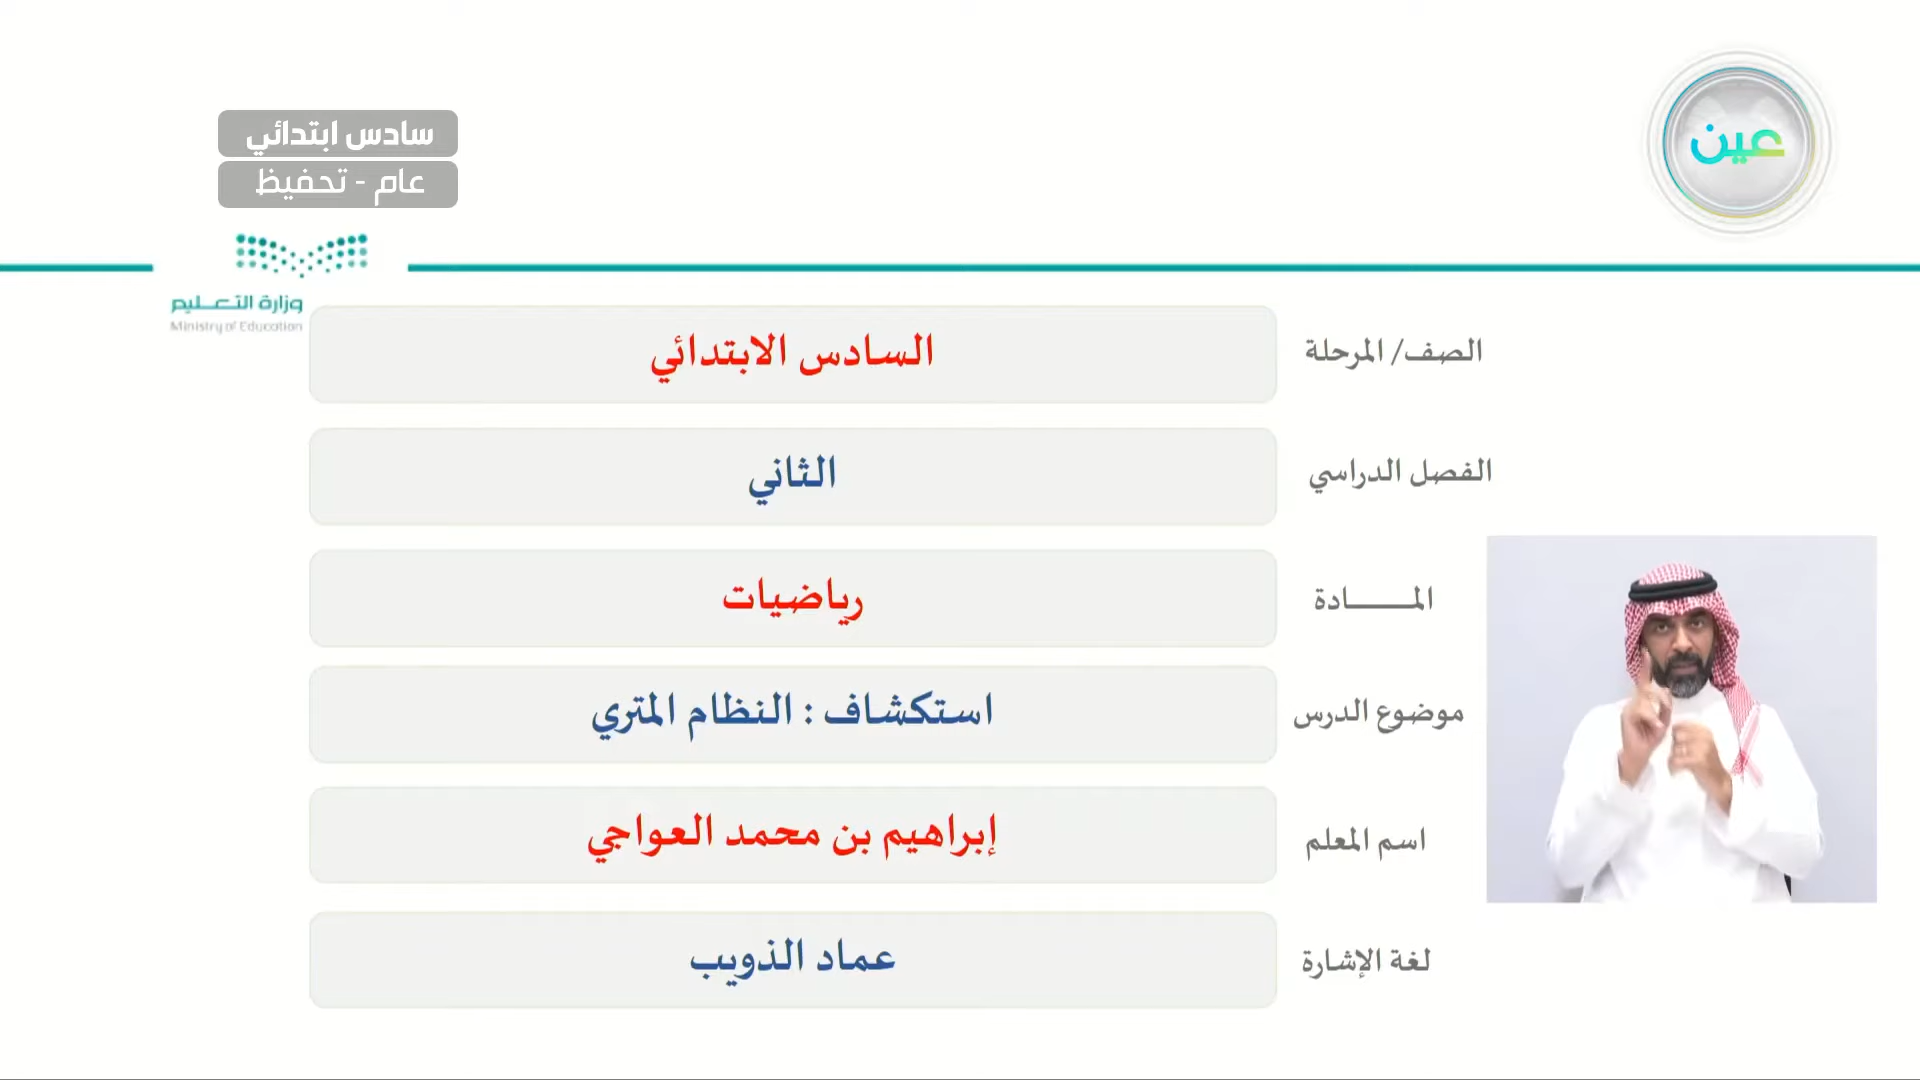 عين
سادس ابتدائي
عام - تحفيظ
وزارة التعليم
Ministry of Education
الصف/ المرحلة
السادس الابتدائي
الفصل الدراسي
الثاني
المـــــــادة
رياضيات
موضوع الدرس
استكشاف : النظام المتري
اسم المعلم
إبراهيم بن محمد العواجي
لغة الإشارة
عماد الذويب